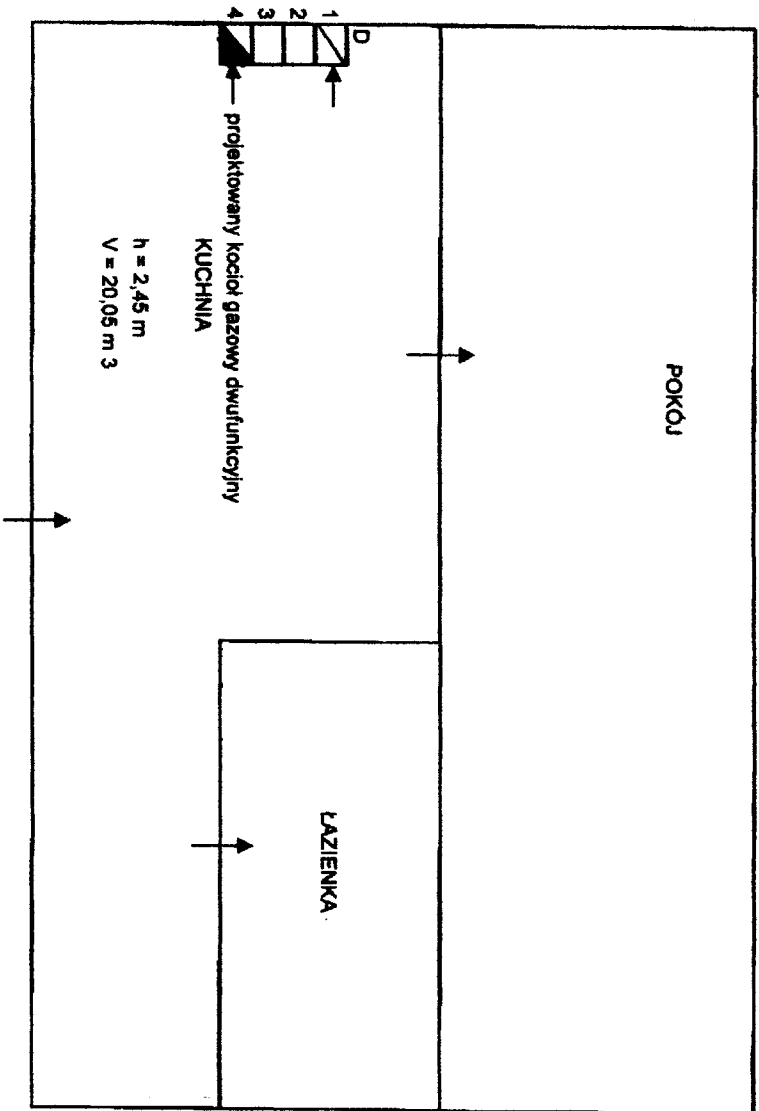 POKÓJ
D
1
2
3
4
projektowany kocioł gazowy dwufunkcyjny
KUCHNIA
h = 2,45 m
V = 20,05 m 3
ŁAZIENKA